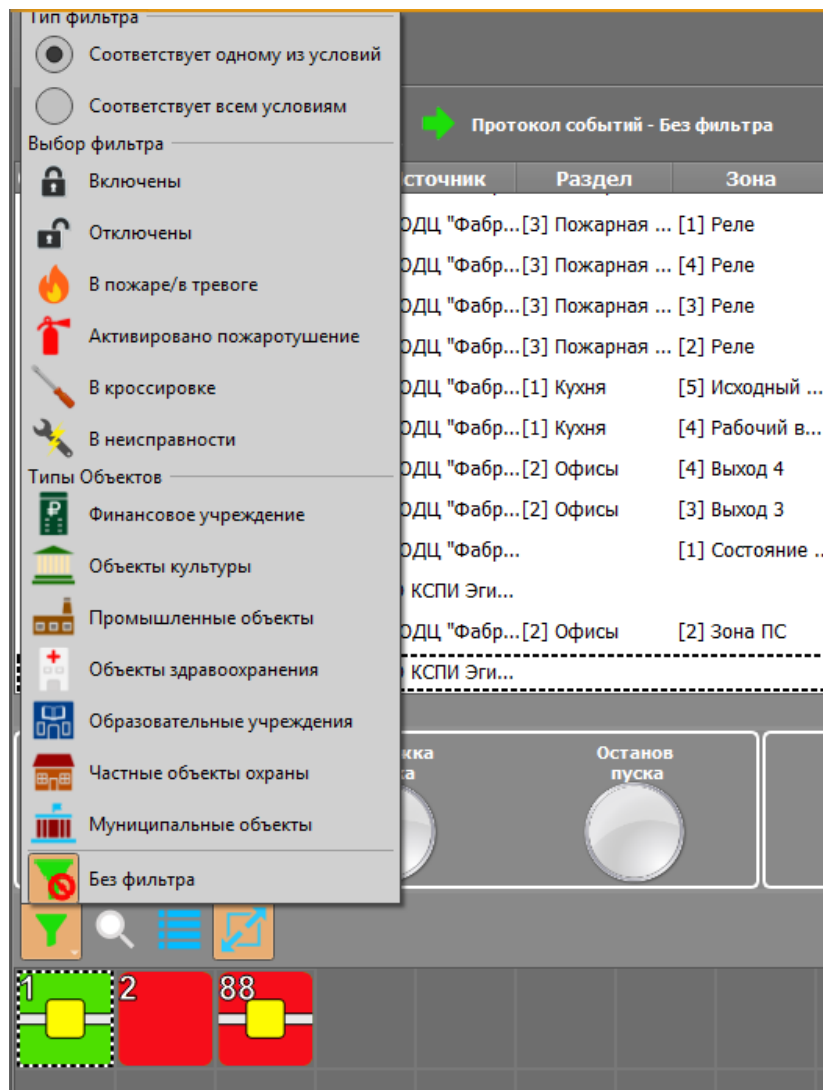 Тип фильтра
Соответствует одному из условий
Соответствует всем условиям
Выбор фильтра
Включены
Отключены
В пожаре/в тревоге
Активировано пожаротушение
В кроссировке
В неисправности
Типы Объектов
Финансовое учреждение
Объекты культуры
Промышленные объекты
Объекты здравоохранения
Образовательные учреждения
Частные объекты охраны
Муниципальные объекты
Без фильтра
Протокол событий - Без фильтра
сточник Раздел Зона
ОДЦ "Фабр... [3] Пожарная ... [1] Реле
ОДЦ "Фабр... [3] Пожарная ... [4] Реле
ОДЦ "Фабр... [3] Пожарная ... [3] Реле
ОДЦ "Фабр... [3] Пожарная ... [2] Реле
ОДЦ "Фабр... [1] Кухня [5] Исходный ...
ОДЦ "Фабр... [1] Кухня [4] Рабочий в...
ОДЦ "Фабр... [2] Офисы [4] Выход 4
ОДЦ "Фабр... [2] Офисы [3] Выход 3
ОДЦ "Фабр... [1] Состояние ..
КСПИ Эги...
ОДЦ "Фабр... [2] Офисы [2] Зона ПС
КСПИ Эги...
Останов
пуска
1 2 88